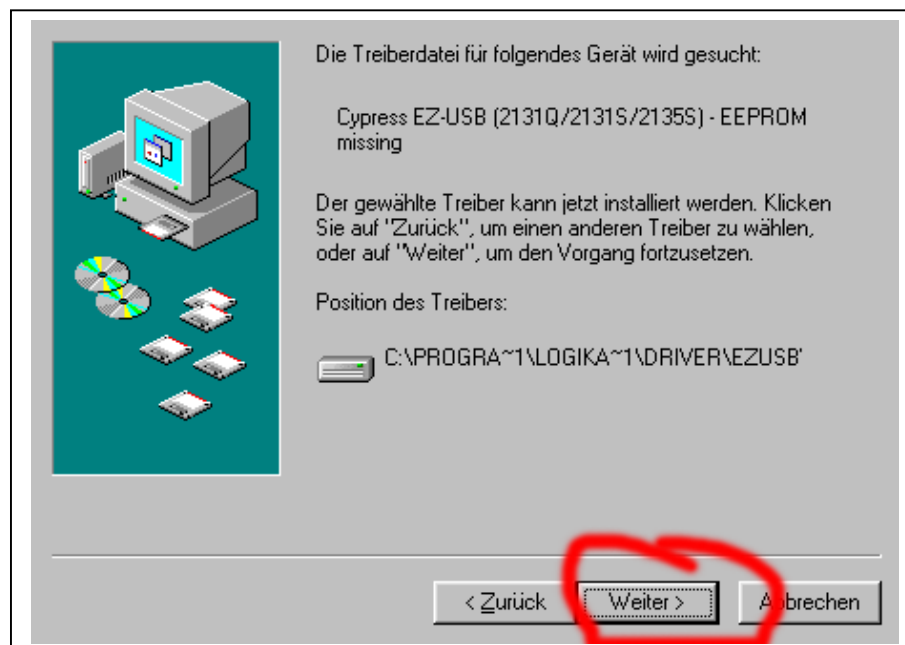 Die Treiberdatei für folgendes Gerät wird gesucht:
Cypress EZ-USB (2131Q/2131S/2135S) - EEPROM
missing
Der gewählte Treiber kann jetzt installiert werden. Klicken
Sie auf "Zurück", um einen anderen Treiber zu wählen,
oder auf "Weiter", um den Vorgang fortzusetzen.
Position des Treibers:
C:\PROGRA~1\LOGIKA~1\DRIVER\EZUSB'
< Zurück Weiter > Abbrechen